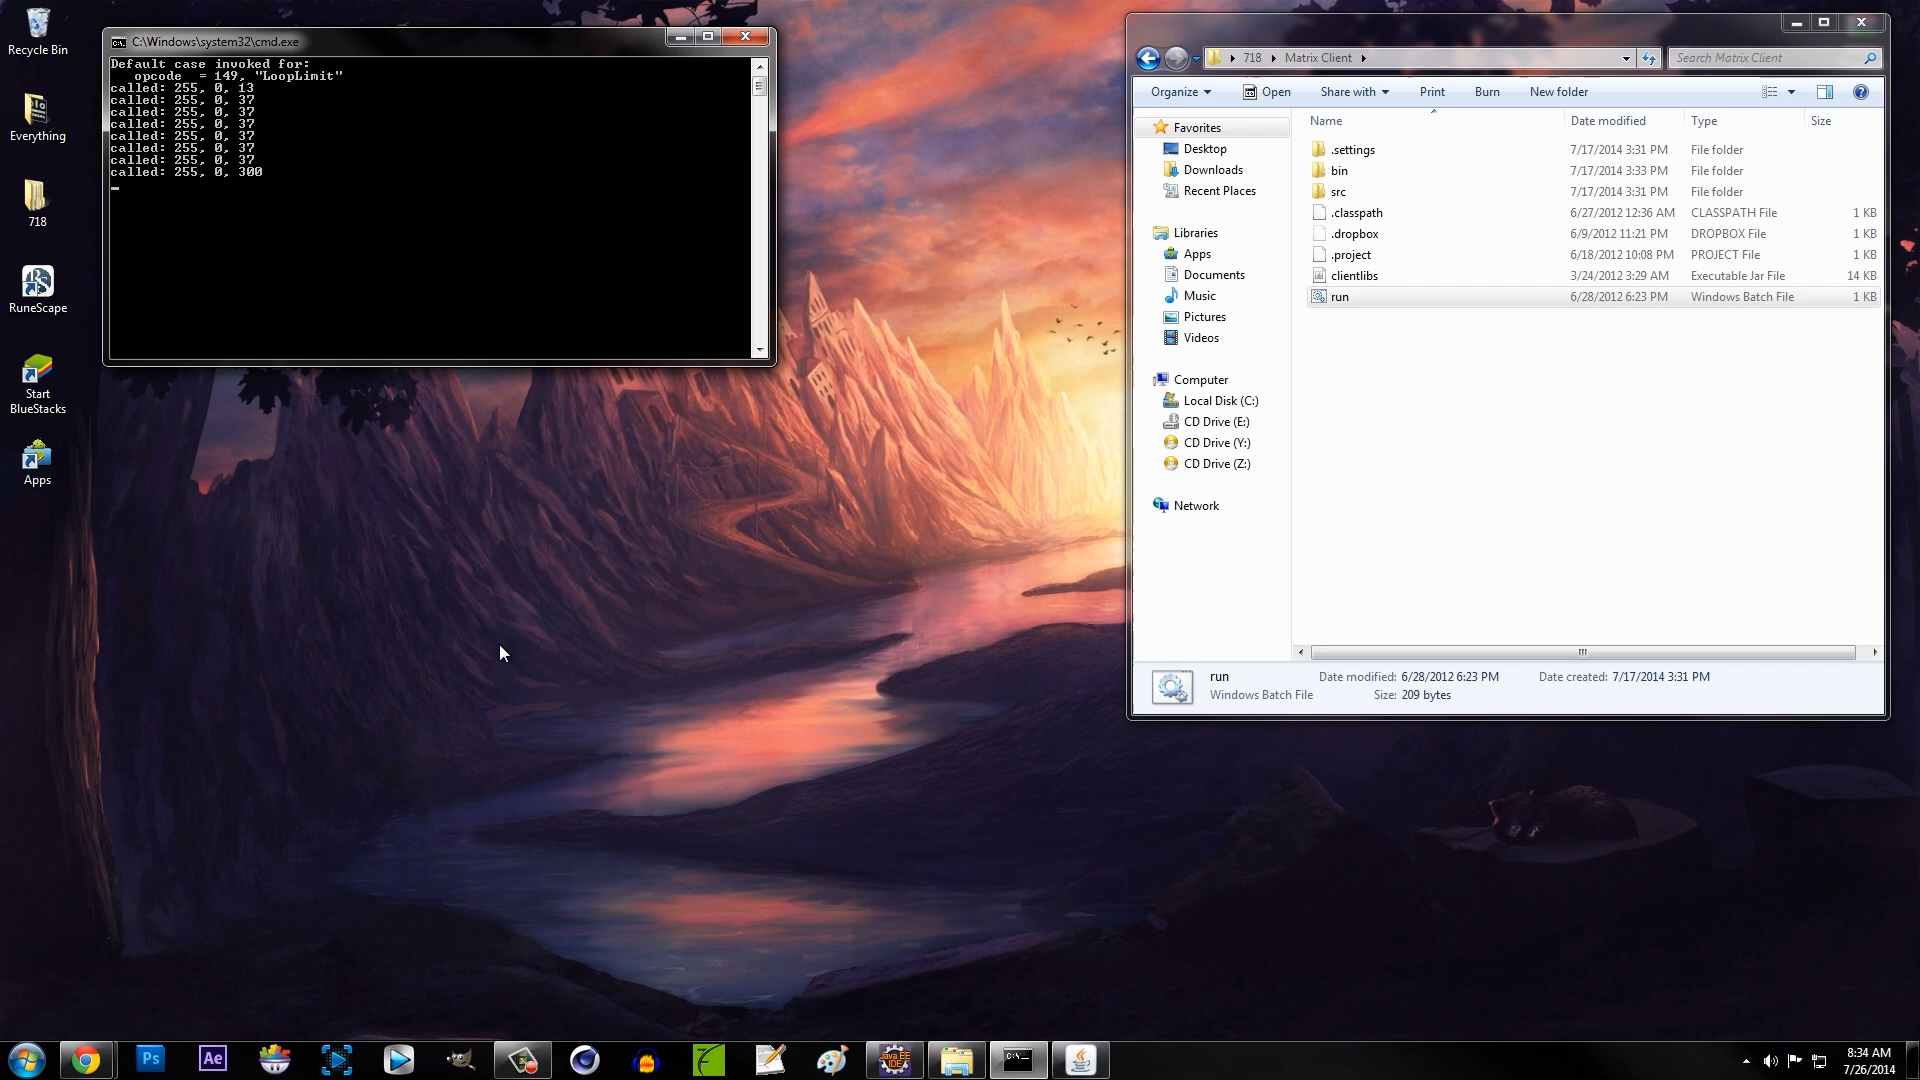 Recycle Bin
Everything
718
RuneScape
Start
BlueStacks
Apps
C:\Windows\system32\cmd.exe
Default case invoked for:
opcode = 149, "LoopLimit"
called: 255, 0, 13
called: 255, 0, 37
called: 255, 0, 37
called: 255, 0, 37
called: 255, 0, 37
called: 255, 0, 37
called: 255, 0, 37
called: 255, 0, 300
718 Matrix Client
Search Matrix Client
Organize Open Share with Print Burn New folder
Favorites
Desktop
Downloads
Recent Places
Libraries
Apps
Documents
Music
Pictures
Videos
Computer
Local Disk (C:)
CD Drive (E:)
CD Drive (Y:)
CD Drive (Z:)
Network
Name Date modified Type Size
.settings 7/17/2014 3:31 PM File folder
bin 7/17/2014 3:33 PM File folder
src 7/17/2014 3:31 PM File folder
.classpath 6/27/2012 12:36 AM CLASSPATH File 1 KB
.dropbox 6/9/2012 11:21 PM DROPBOX File 1 KB
.project 6/18/2012 10:08 PM PROJECT File 1 KB
clientlibs 3/24/2012 3:29 AM Executable Jar File 14 KB
run 6/28/2012 6:23 PM Windows Batch File 1 KB
run Date modified: 6/28/2012 6:23 PM Date created: 7/17/2014 3:31 PM
Windows Batch File Size: 209 bytes
Ps
Ae
Java EE
IDE
C:\
8:34 AM
7/26/2014